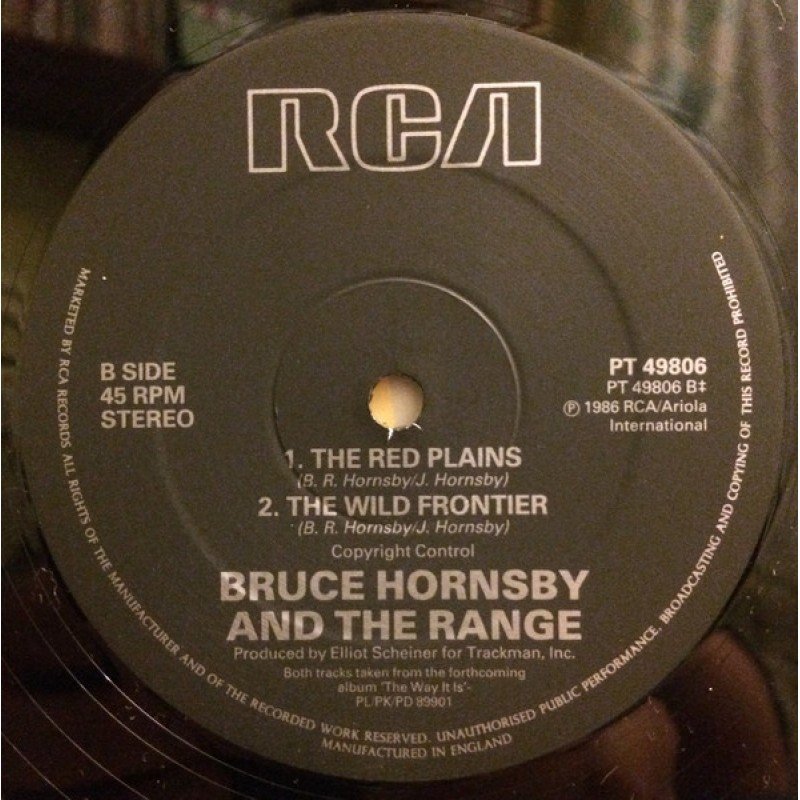 RCA
B SIDE
45 RPM
STEREO
PT 49806
PT 49806 B‡
℗ 1986 RCA/Ariola
International
1. THE RED PLAINS
(B. R. Hornsby/J. Hornsby)
2. THE WILD FRONTIER
(B. R. Hornsby/J. Hornsby)
Copyright Control
BRUCE HORNSBY
AND THE RANGE
Produced by Elliot Scheiner for Trackman, Inc.
Both tracks taken from the forthcoming
album 'The Way It Is'-
PL/PK/PD 89901
MARKETED BY RCA RECORDS ALL RIGHTS OF THE MANUFACTURER AND OF THE RECORDED WORK RESERVED. UNAUTHORISED PUBLIC PERFORMANCE, BROADCASTING AND COPYING OF THIS RECORD PROHIBITED
MANUFACTURED IN ENGLAND